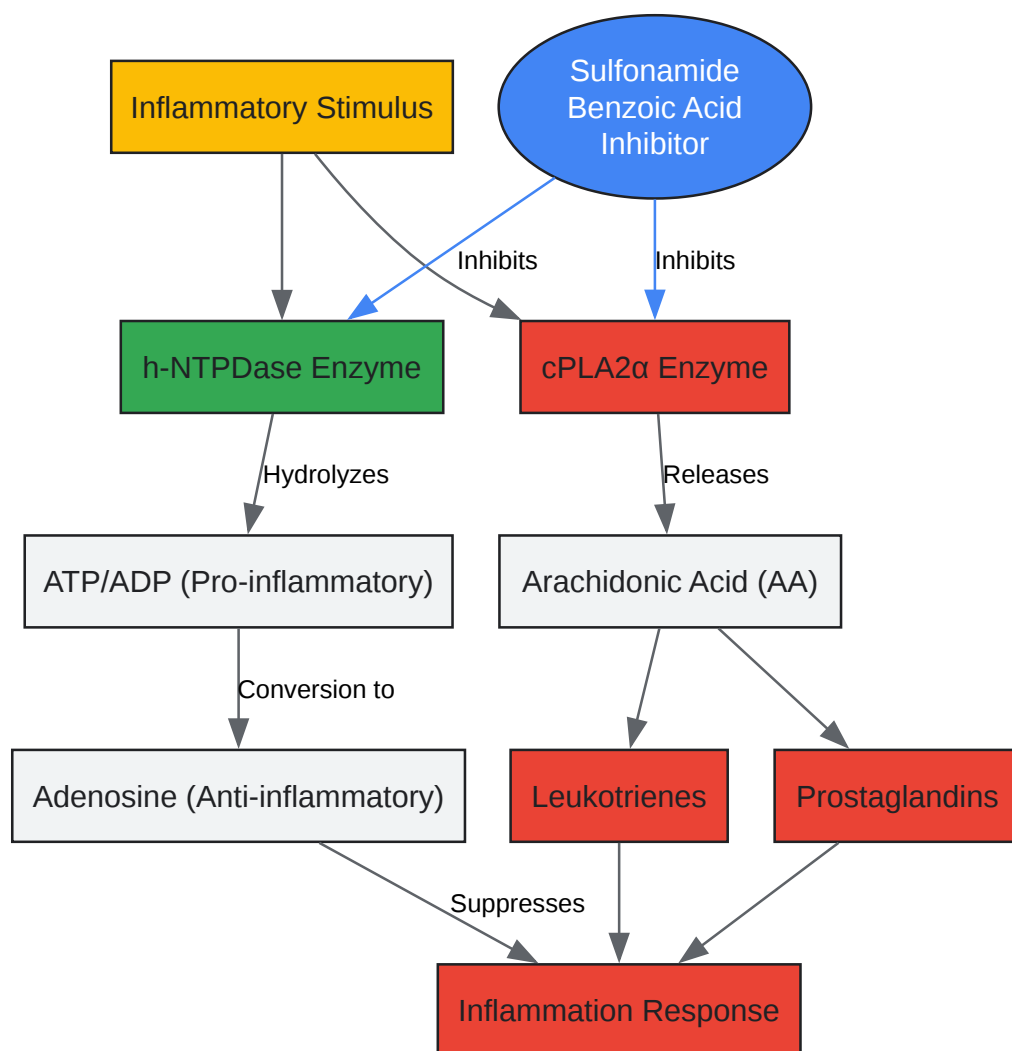 Inflammatory Stimulus
Sulfonamide
Benzoic Acid
Inhibitor
Inhibits
Inhibits
h-NTPDase Enzyme
cPLA2α Enzyme
Hydrolyzes
Releases
ATP/ADP (Pro-inflammatory)
Arachidonic Acid (AA)
Conversion to
Adenosine (Anti-inflammatory)
Leukotrienes
Prostaglandins
Suppresses
Inflammation Response